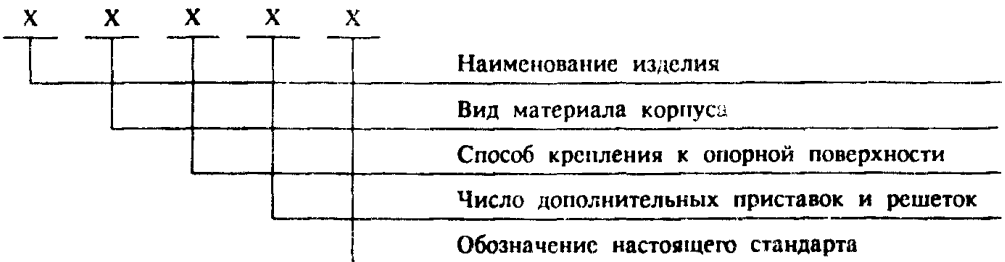 X X X X X
Наименование изделия
Вид материала корпуса
Способ крепления к опорной поверхности
Число дополнительных приставок и решеток
Обозначение настоящего стандарта